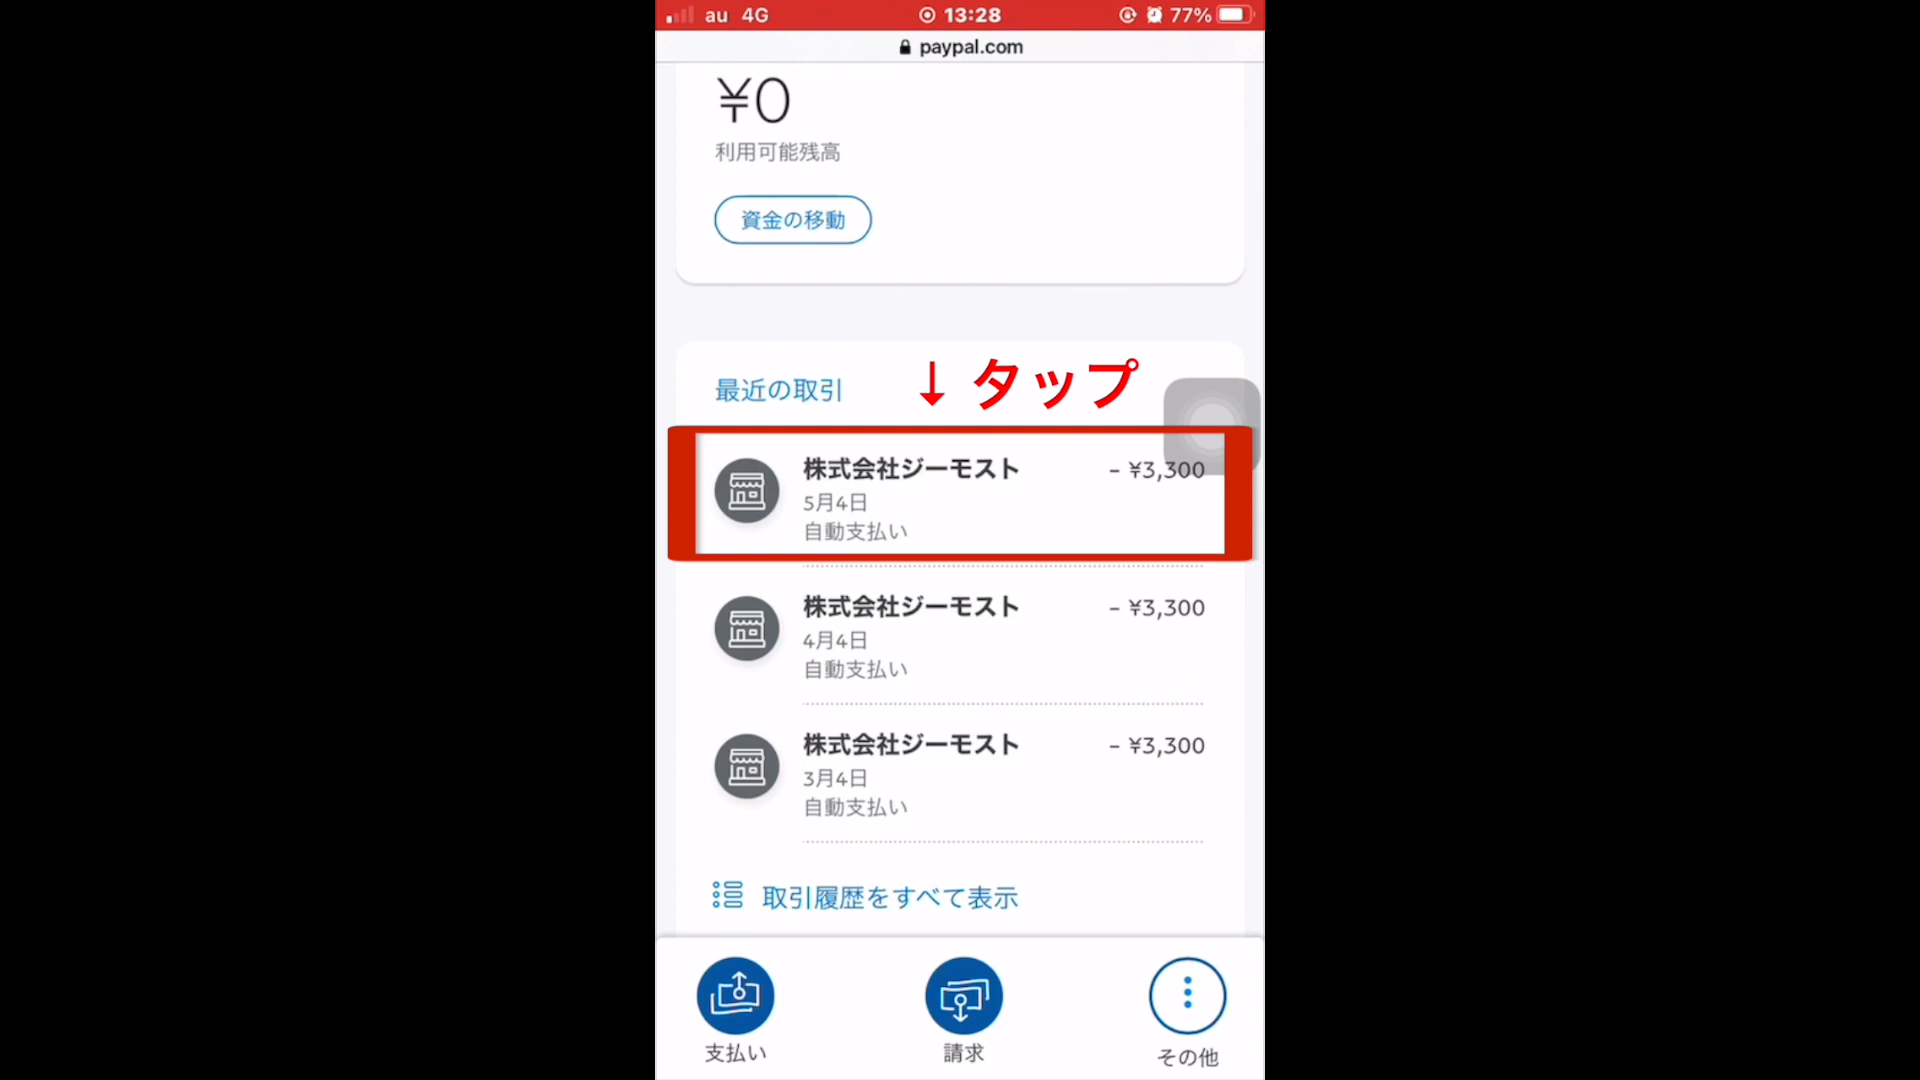 au 4G 13:28 77%
paypal.com
¥0
利用可能残高
資金の移動
最近の取引
↓ タップ
株式会社ジーモスト - ¥3,300
5月4日
自動支払い
株式会社ジーモスト - ¥3,300
4月4日
自動支払い
株式会社ジーモスト - ¥3,300
3月4日
自動支払い
取引履歴をすべて表示
支払い 請求 その他